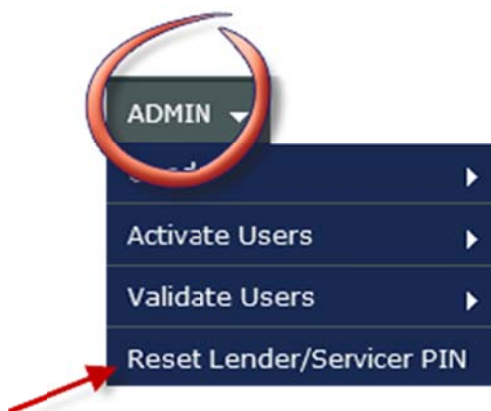 ADMIN
Activate Users
Validate Users
Reset Lender/Servicer PIN